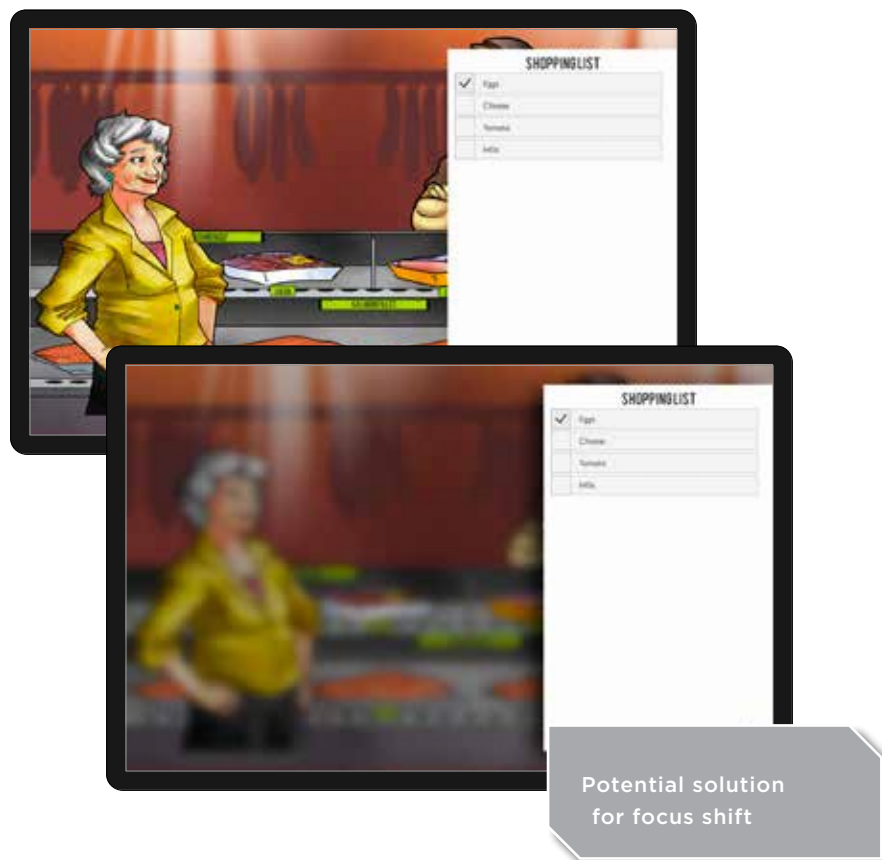 SHOPPINGLIST
Eggs
Cheese
Tomato
Milk
SHOPPINGLIST
Eggs
Cheese
Tomato
Milk
Potential solution
for focus shift